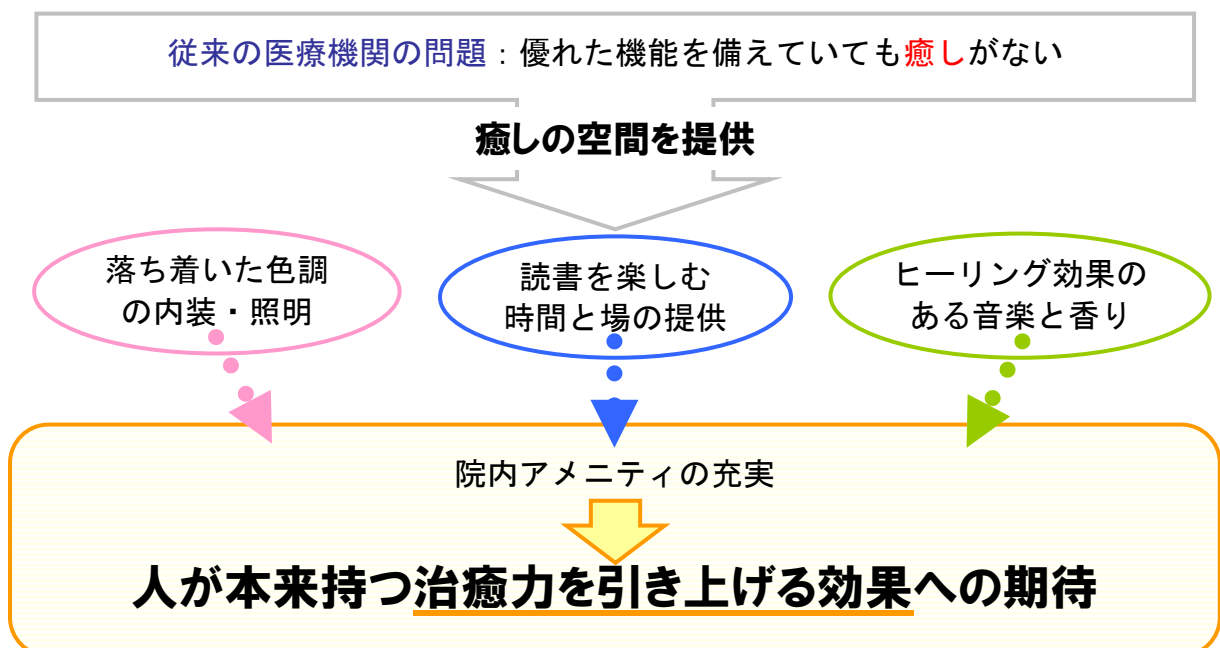 従来の医療機関の問題：優れた機能を備えていても癒しがない
癒しの空間を提供
落ち着いた色調
の内装・照明
読書を楽しむ
時間と場の提供
ヒーリング効果の
ある音楽と香り
院内アメニティの充実
人が本来持つ治癒力を引き上げる効果への期待